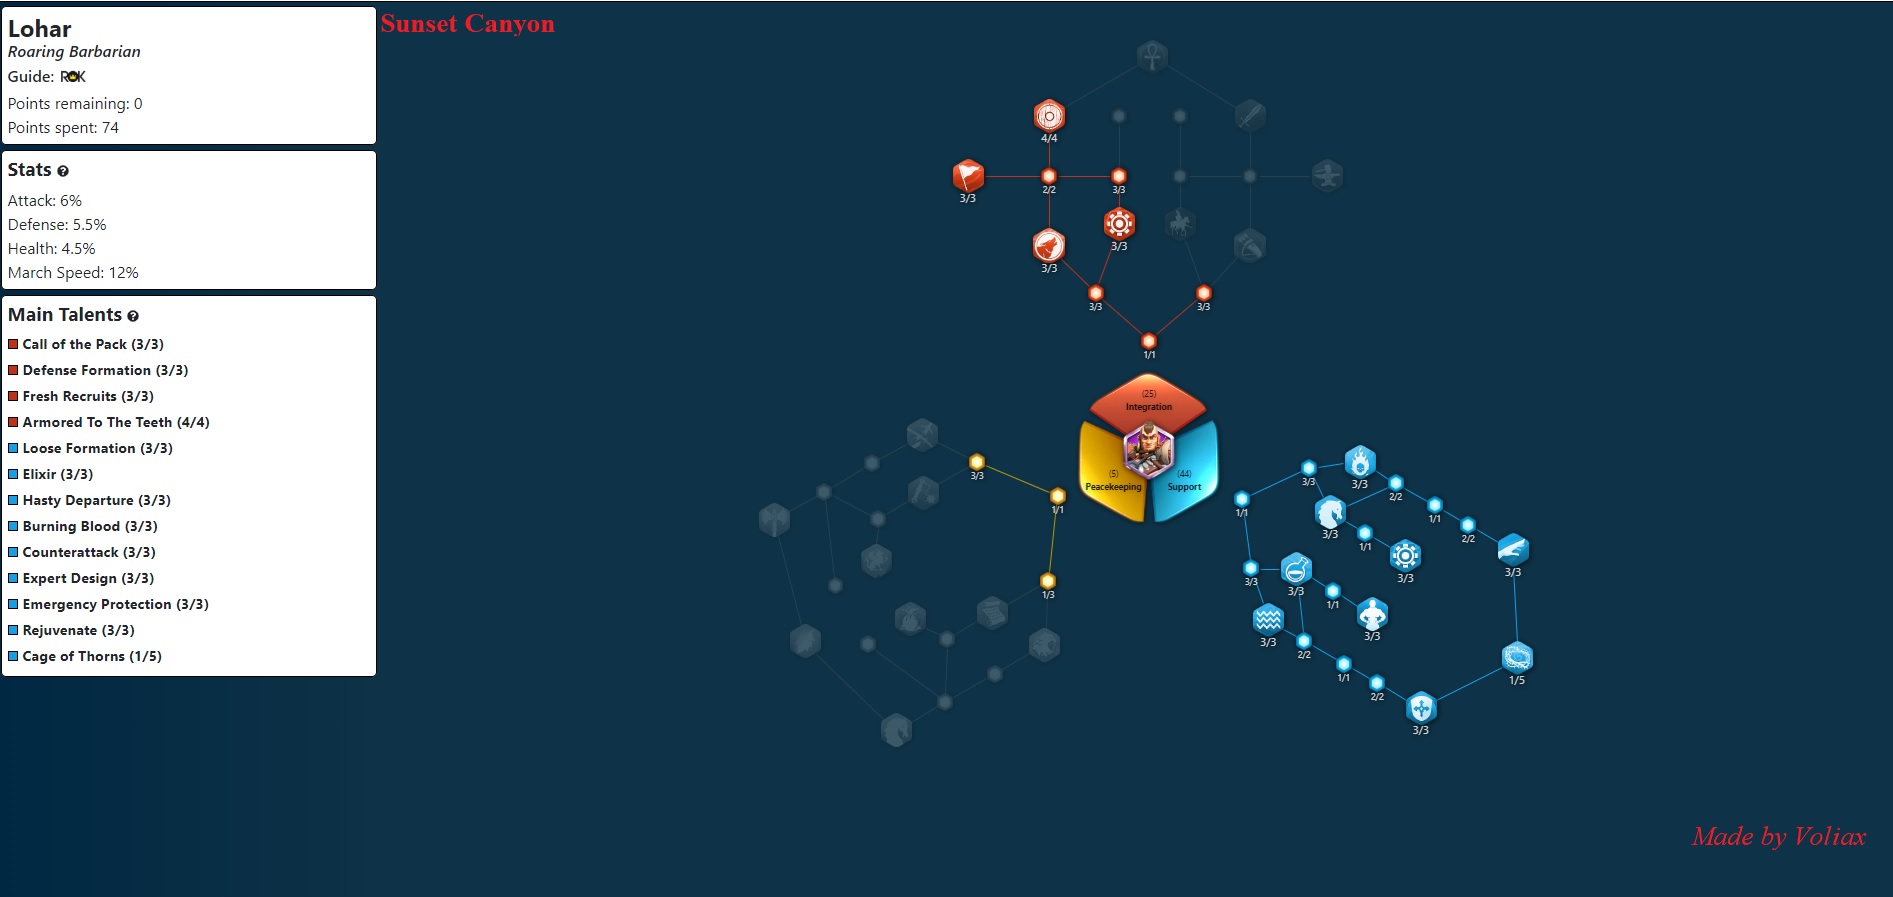 Lohar
Roaring Barbarian
Guide: ROK
Points remaining: 0
Points spent: 74
Stats
Attack: 6%
Defense: 5.5%
Health: 4.5%
March Speed: 12%
Main Talents
Call of the Pack (3/3)
Defense Formation (3/3)
Fresh Recruits (3/3)
Armored To The Teeth (4/4)
Loose Formation (3/3)
Elixir (3/3)
Hasty Departure (3/3)
Burning Blood (3/3)
Counterattack (3/3)
Expert Design (3/3)
Emergency Protection (3/3)
Rejuvenate (3/3)
Cage of Thorns (1/5)
Sunset Canyon
4/4
3/3
2/2
3/3
3/3
3/3
3/3
3/3
1/1
(25)
Integration
(5)
Peacekeeping
(44)
Support
3/3
1/1
1/3
3/3
3/3
2/2
1/1
1/1
3/3
1/1
2/2
3/3
3/3
3/3
3/3
1/1
3/3
3/3
2/2
1/1
2/2
1/5
3/3
Made by Voliax